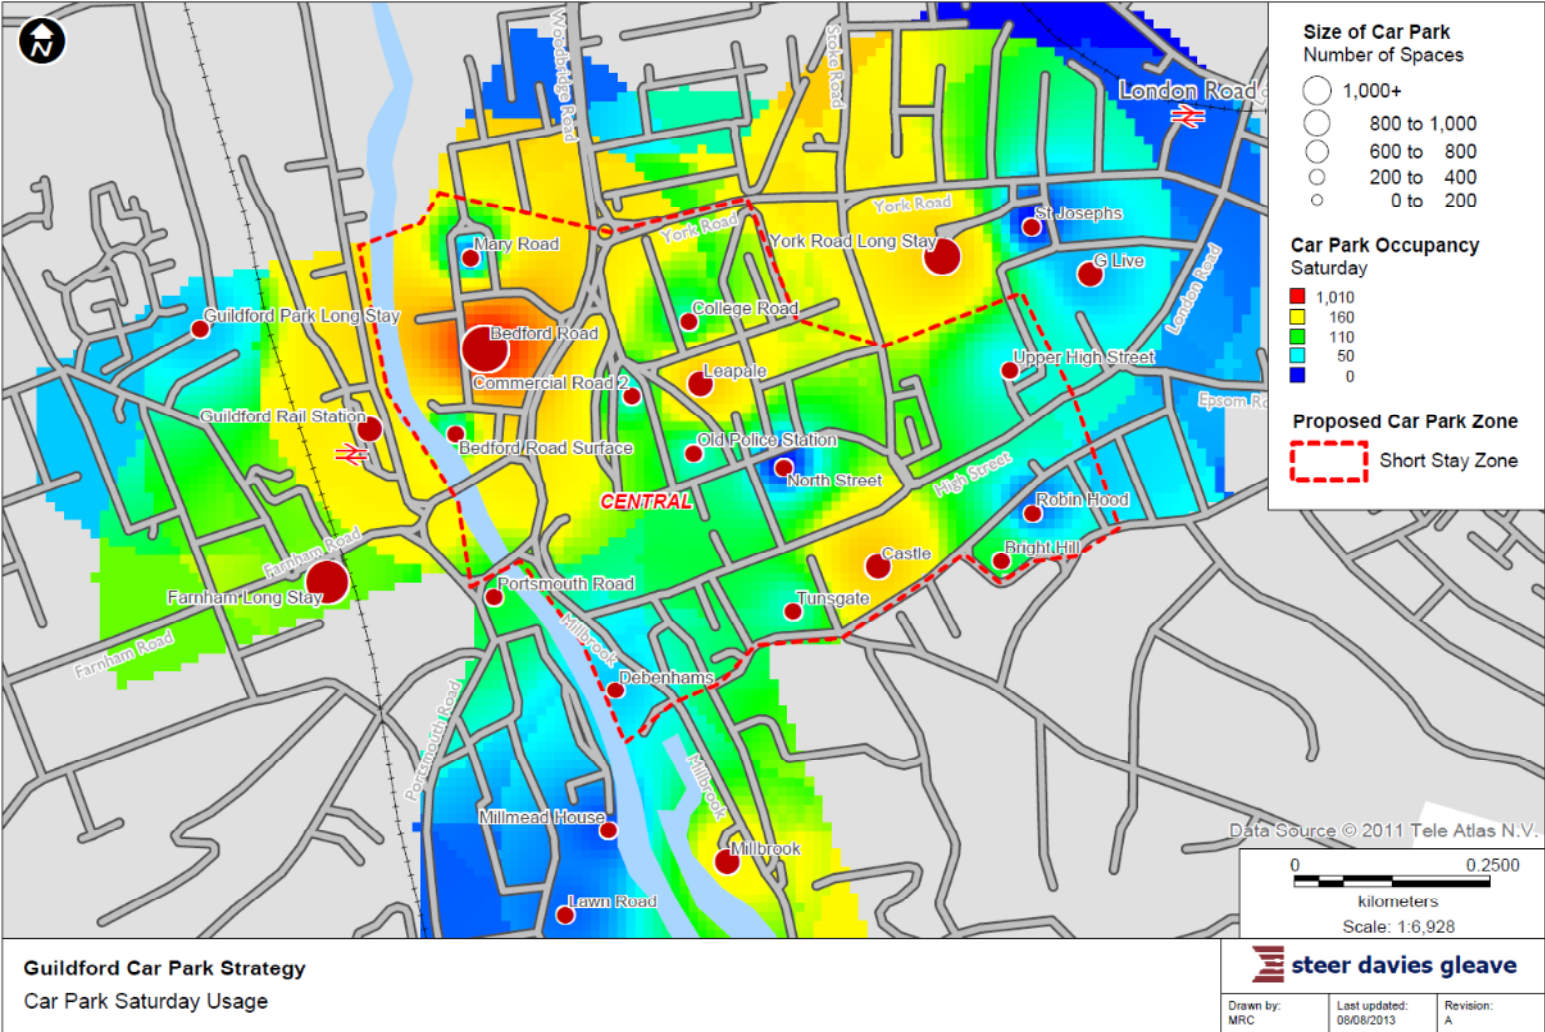 N
Woodbridge Road
Stoke Road
London Road
York Road
York Road
St Josephs
Mary Road
York Road Long Stay
G Live
London Road
Guildford Park Long Stay
College Road
Bedford Road
Upper High Street
Leapale
Commercial Road 2
Epsom
Guildford Rail Station
Old Police Station
Bedford Road Surface
North Street
High Street
CENTRAL
Robin Hood
Farnham Road
Castle
Bright Hill
Portsmouth Road
Farnham Long Stay
Tunsgate
Millbrook
Farnham Road
Debenhams
Portsmouth Road
Millbrook
Millmead House
Millbrook
Lawn Road
Size of Car Park
Number of Spaces
1,000+
800 to 1,000
600 to 800
200 to 400
0 to 200
Car Park Occupancy
Saturday
1,010
160
110
50
0
Proposed Car Park Zone
Short Stay Zone
Data Source © 2011 Tele Atlas N.V.
0 0.2500
kilometers
Scale: 1:6,928
Guildford Car Park Strategy
Car Park Saturday Usage
steer davies gleave
Drawn by:
MRC
Last updated:
08/08/2013
Revision:
A